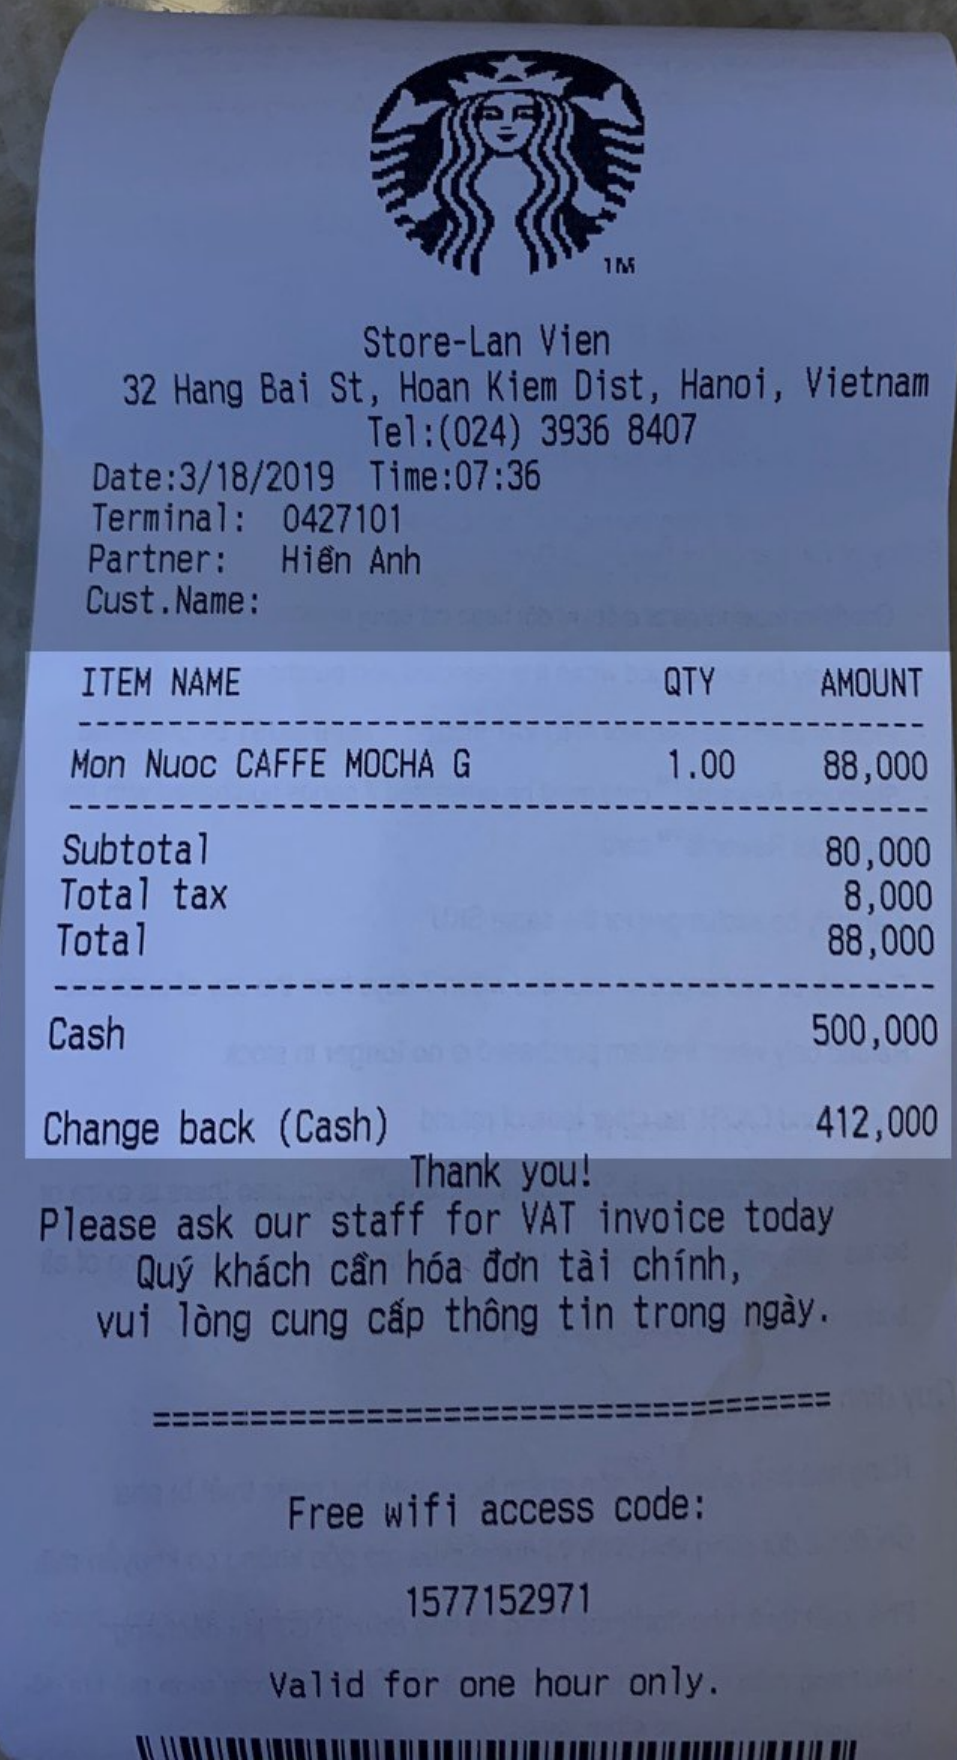 TM
Store-Lan Vien
32 Hang Bai St, Hoan Kiem Dist, Hanoi, Vietnam
Tel:(024) 3936 8407
Date:3/18/2019 Time:07:36
Terminal: 0427101
Partner: Hiền Anh
Cust.Name:
ITEM NAME QTY AMOUNT
Mon Nuoc CAFFE MOCHA G 1.00 88,000
Subtotal 80,000
Total tax 8,000
Total 88,000
Cash 500,000
Change back (Cash) 412,000
Thank you!
Please ask our staff for VAT invoice today
Quý khách cần hóa đơn tài chính,
vui lòng cung cấp thông tin trong ngày.
====================================
Free wifi access code:
1577152971
Valid for one hour only.